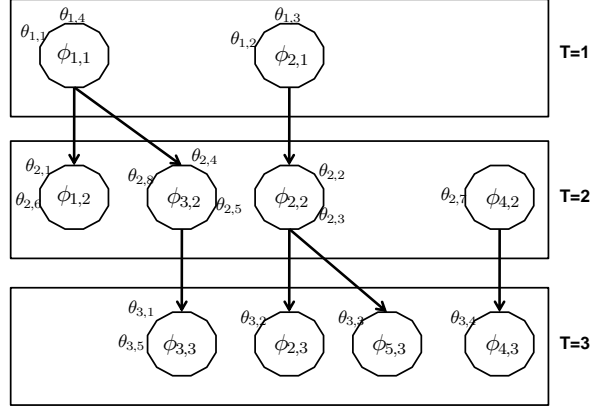 θ1,4 θ1,3
θ1,1 θ1,2
ϕ1,1 ϕ2,1 T=1
θ2,1 θ2,4 θ2,2
θ2,8
θ2,6 ϕ1,2 ϕ3,2 θ2,5 ϕ2,2 θ2,7 ϕ4,2 T=2
θ2,3
θ3,1 θ3,2 θ3,3 θ3,4
θ3,5 ϕ3,3 ϕ2,3 ϕ5,3 ϕ4,3 T=3